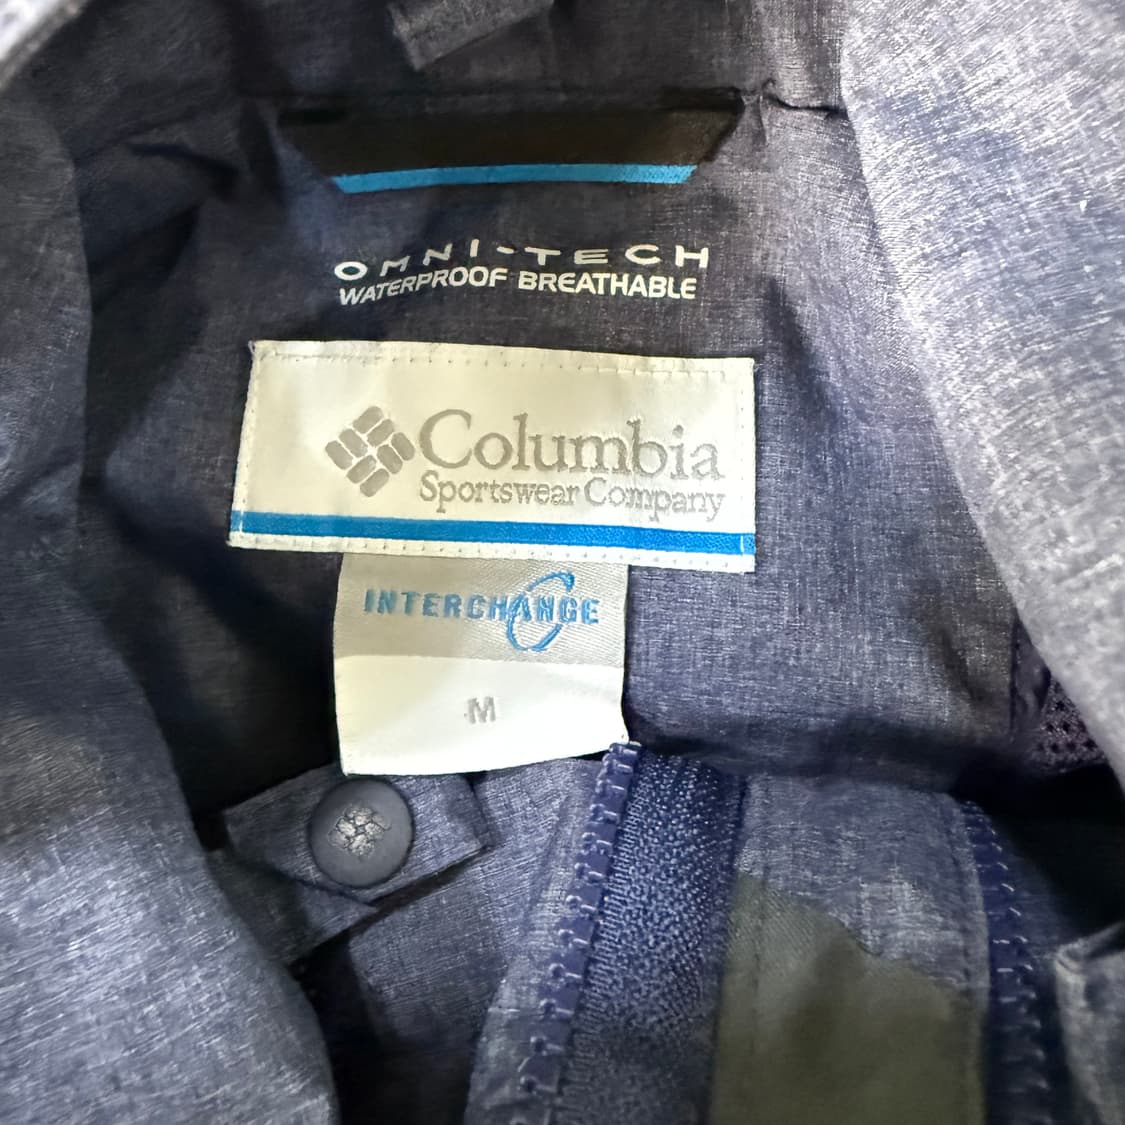 OMNI-TECH
WATERPROOF BREATHABLE
Columbia
Sportswear Company
INTERCHANGE
M